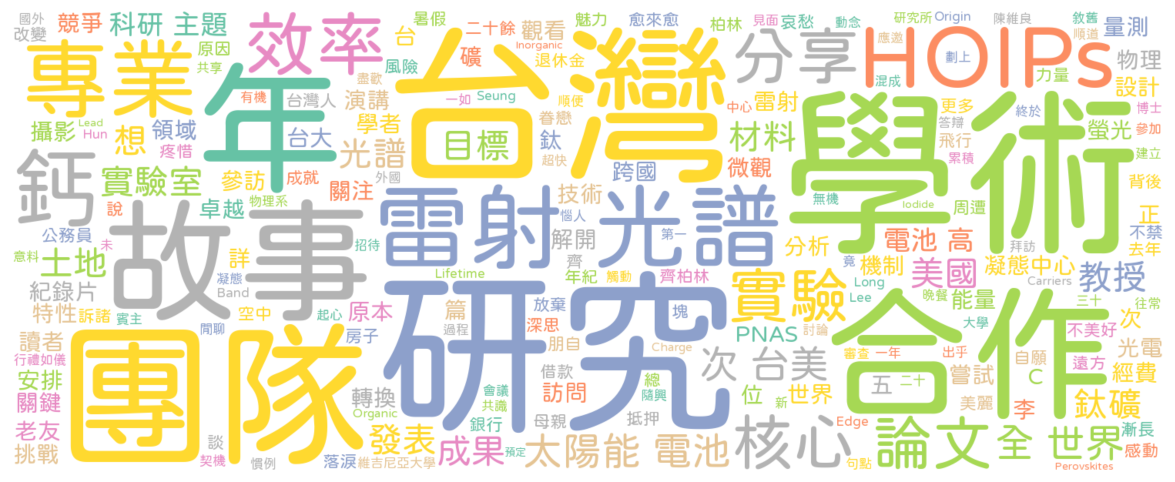 國外
改變
競爭
科研 主題
效率
台
暑假
二十餘
觀看
魅力
愈來愈
柏林
見面
哀愁
動念
研究所
Origin
陳維良
敘舊
順道
量測
專業
原因
共享
風險
礦
Inorganic
退休金
分享
HOIPs
應邀
劃上
混成
力量
物理
設計
年
台灣
目標
有機
台灣人
演講
盡歡
一如
Seung
順便
眷戀
中心
雷射
更多
答辯
終於
博士
參加
螢光
攝影
Lead
Hun
想
領域
疼惜
台大
學者
光譜
鈦
超快
材料
飛行
累積
建立
學術
鈣
實驗室
參訪
物理系
成就
關注
外國
跨國
微觀
無機
Iodide
背後
卓越
技術
雷射 光譜
故事
公務員
說
未
招待
惱人
第一
解開
分析
周遭
拜訪
正
不禁
去年
電池 高
意料
土地
詳
凝態
Band
Lifetime
齊
年紀
觸動
齊柏林
竟
機制
美國
凝態中心
Carriers
教授
紀錄片
特性
訴諸
賓主
空中
起心
原本
篇
過程
放棄
深思
塊
實驗
Long
Lee
晚餐
能量
三十
往常
研究
合作
團隊
讀者
閒聊
房子
朋自
Charge
PNAS
討論
大學
不美好
次
行禮如儀
安排
轉換
Organic
借款
會議
共識
訪問
總
隨興
次 台美
審查
一年
出乎
自願
遠方
光電
關鍵
母親
抵押
位
新
世界
五
二十
嘗試
美麗
C
李
經費
鈦礦
老友
挑戰
談
契機
慣例
落淚
維吉尼亞大學
發表
銀行
成果
預定
太陽能 電池
核心
Edge
句點
論文
全 世界
漸長
感動
Perovskites